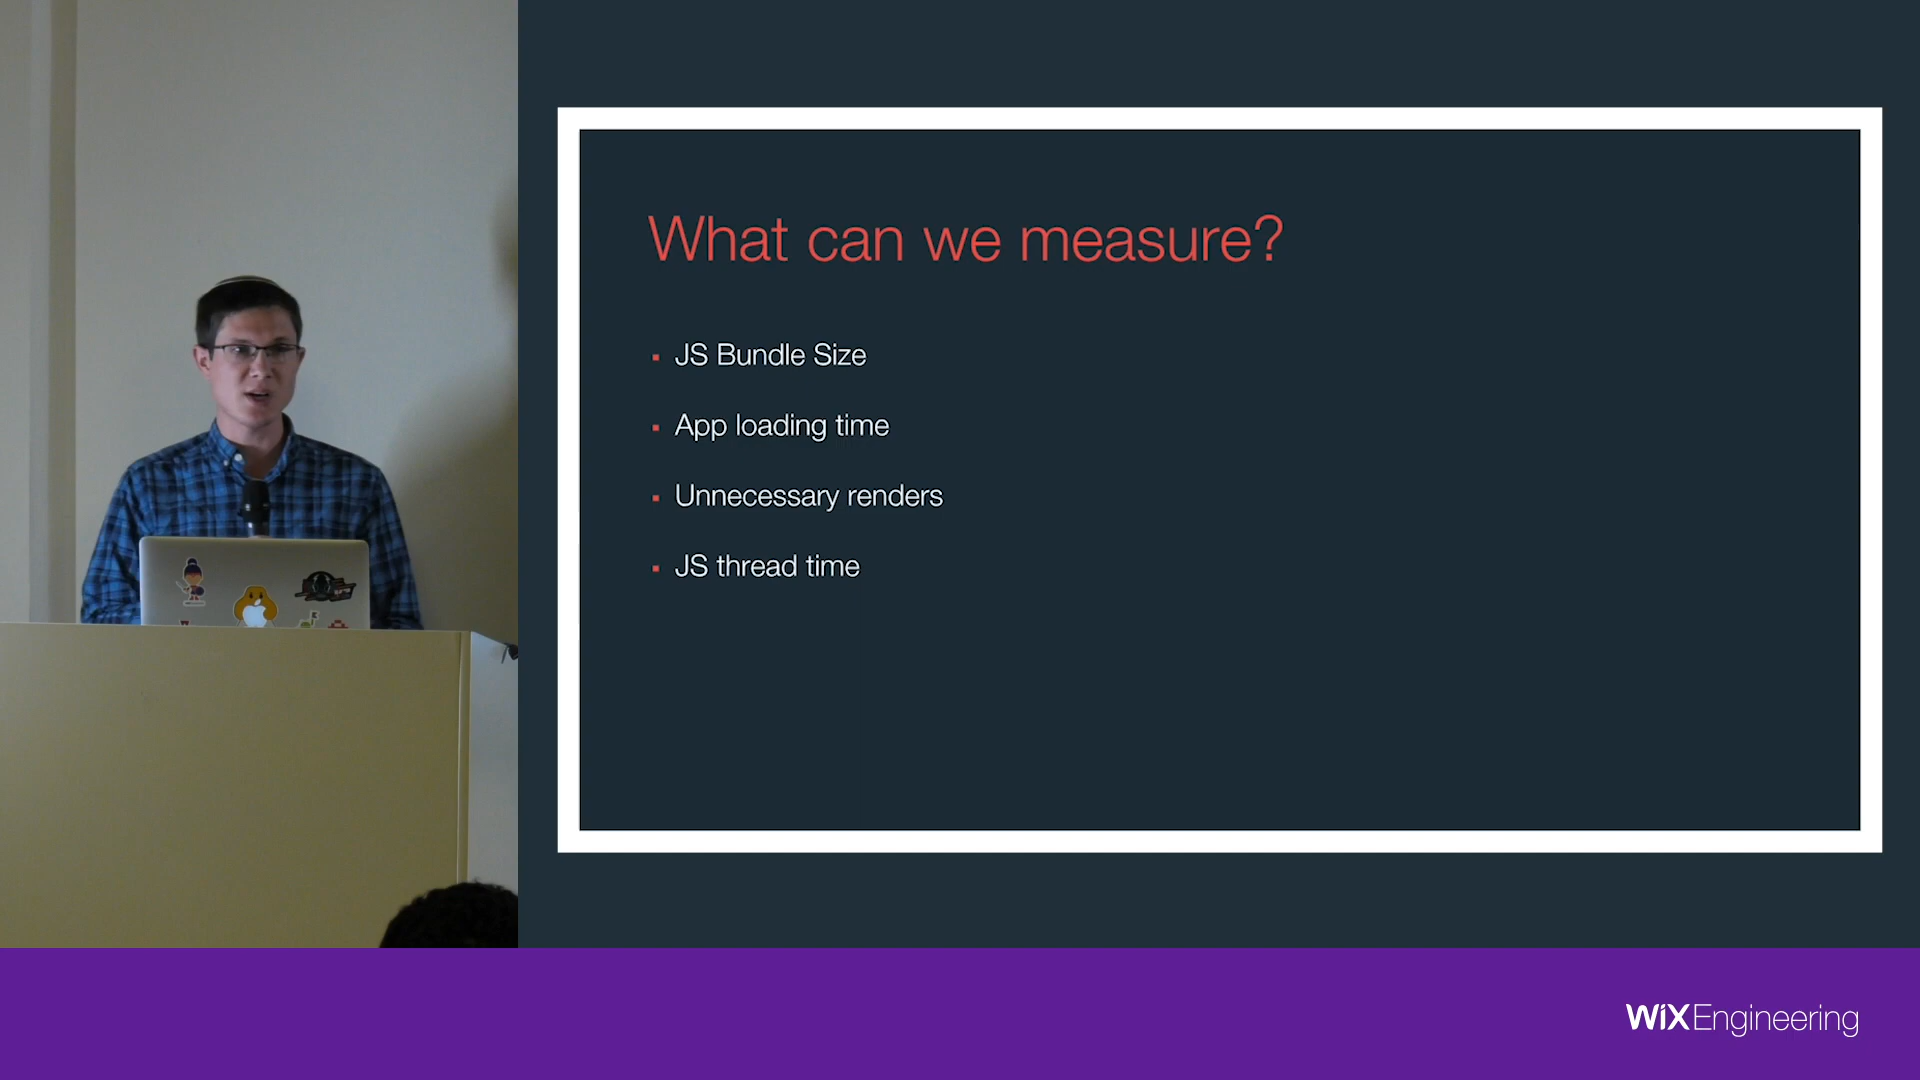 What can we measure?
JS Bundle Size
App loading time
Unnecessary renders
JS thread time
WiX Engineering